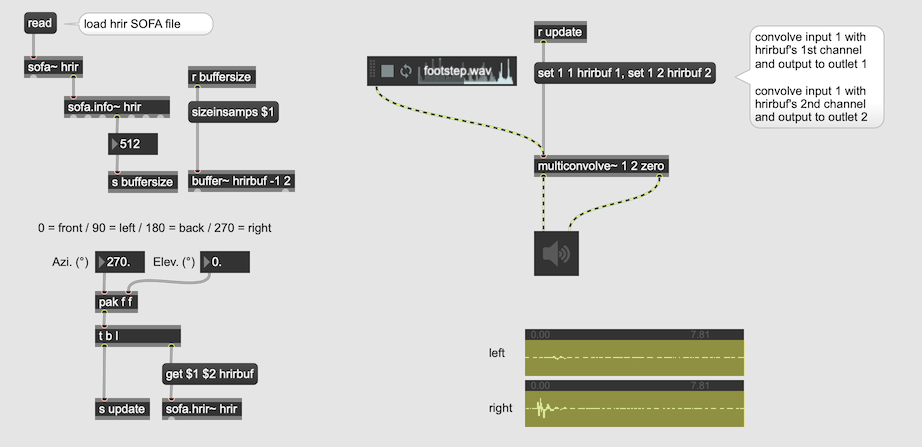 read
load hrir SOFA file
sofa~ hrir
sofa.info~ hrir
512
s buffersize
r buffersize
sizeinsamps $1
buffer~ hrirbuf -1 2
footstep.wav
r update
set 1 1 hrirbuf 1, set 1 2 hrirbuf 2
convolve input 1 with
hrirbuf's 1st channel
and output to outlet 1
convolve input 1 with
hrirbuf's 2nd channel
and output to outlet 2
multiconvolve~ 1 2 zero
0 = front / 90 = left / 180 = back / 270 = right
Azi. (°) 270. Elev. (°) 0.
pak f f
t b l
get $1 $2 hrirbuf
s update
sofa.hrir~ hrir
0.00 7.81
left
0.00 7.81
right